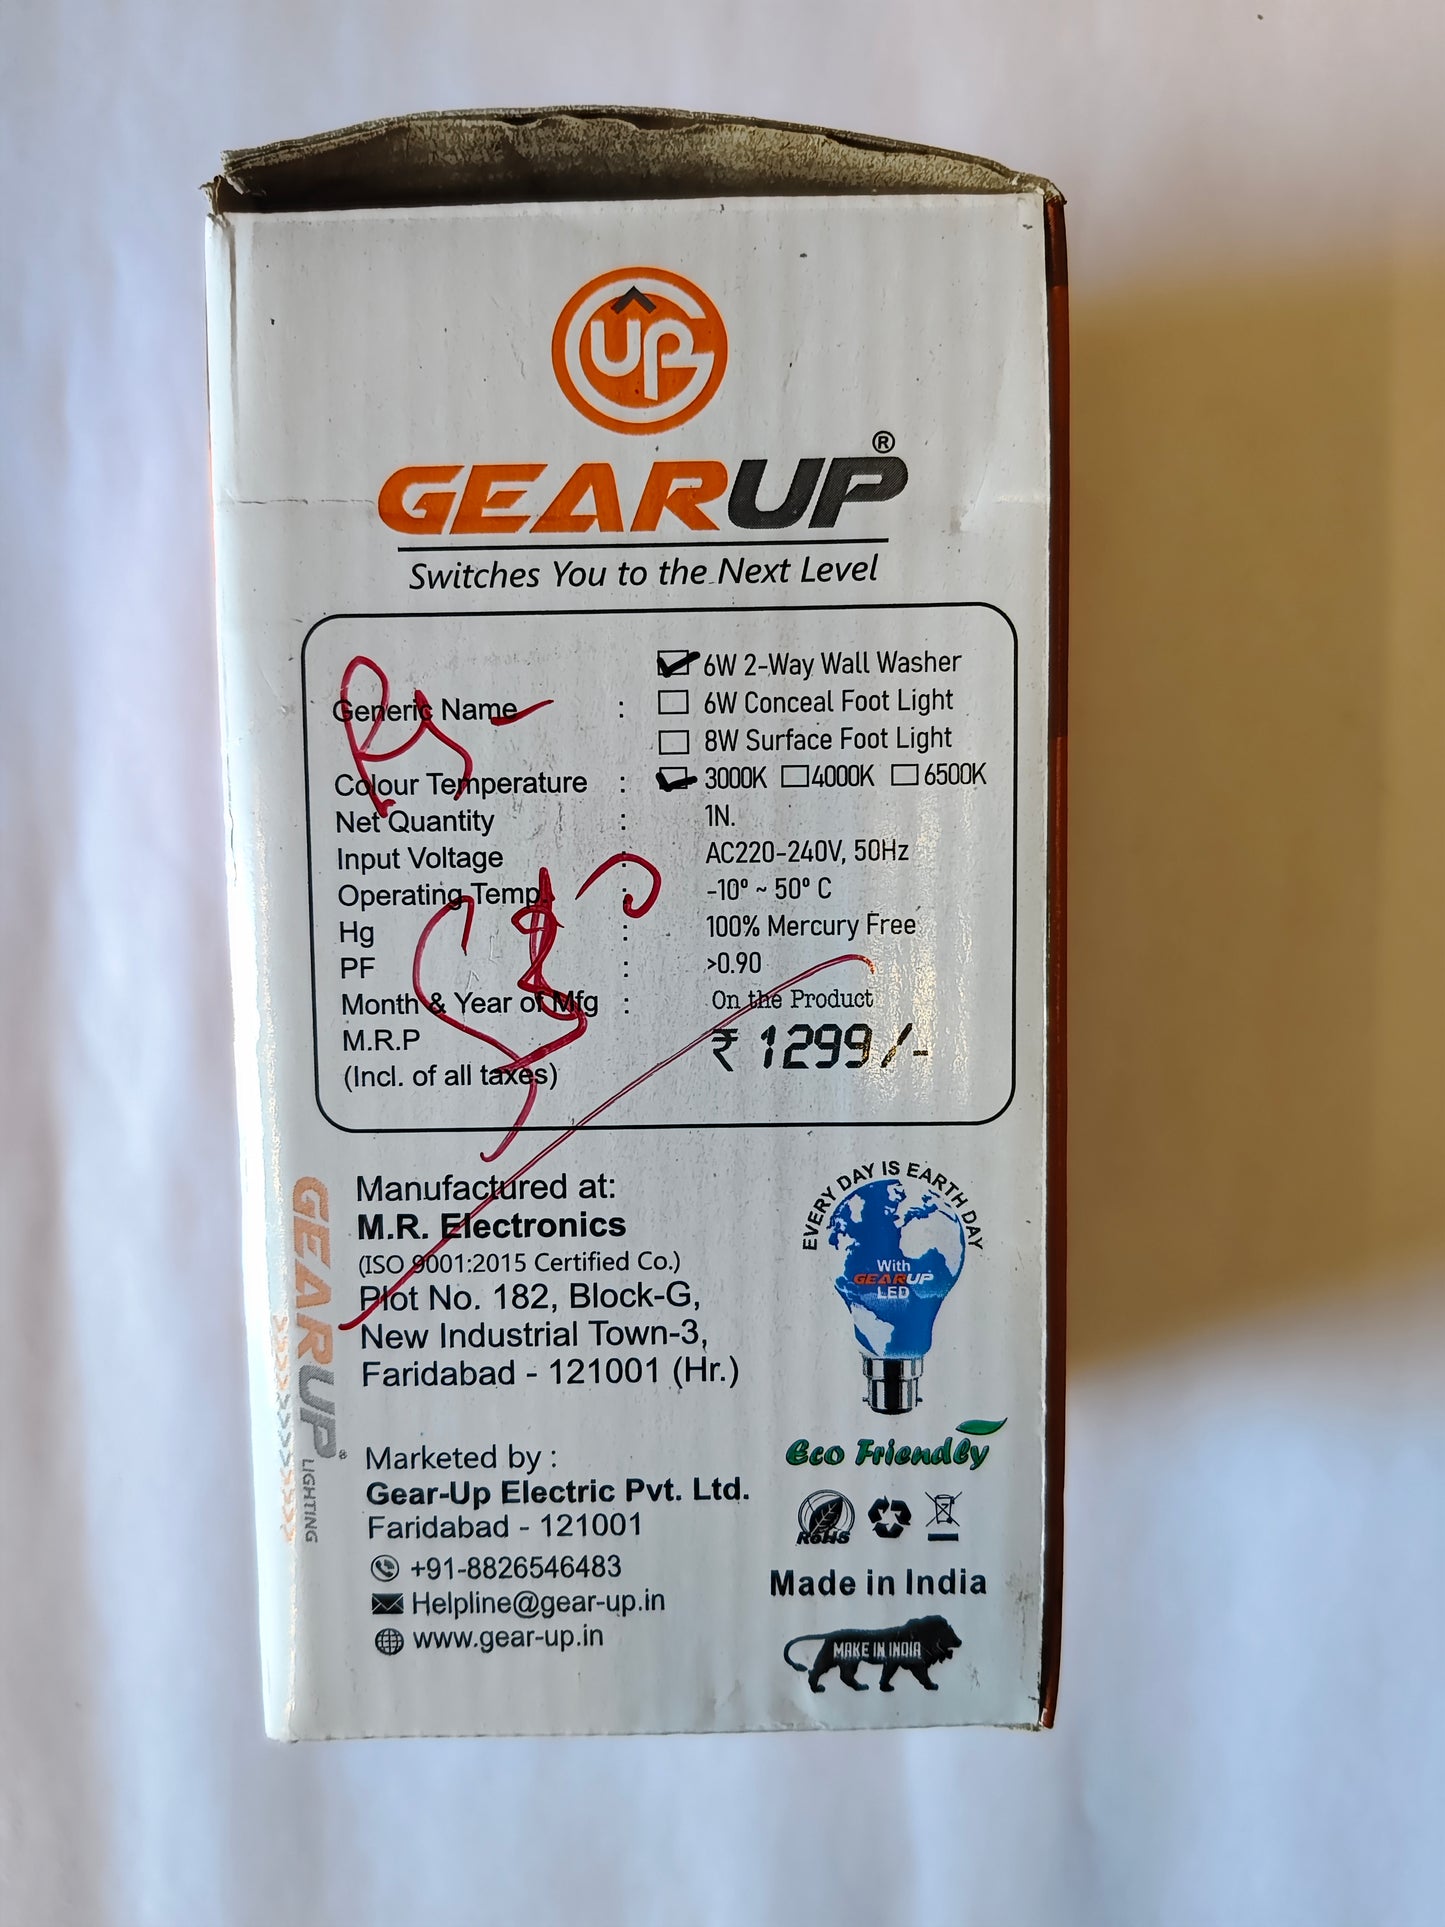 UP
GEARUP®
Switches You to the Next Level
Generic Name : 6W 2-Way Wall Washer
6W Conceal Foot Light
8W Surface Foot Light
Colour Temperature : 3000K 4000K 6500K
Net Quantity : 1N.
Input Voltage : AC220-240V, 50Hz
Operating Temp. : -10° ~ 50° C
Hg : 100% Mercury Free
PF : >0.90
Month & Year of Mfg : On the Product
M.R.P ₹ 1299/-
(Incl. of all taxes)
Rs -
Manufactured at:
M.R. Electronics
(ISO 9001:2015 Certified Co.)
Plot No. 182, Block-G,
New Industrial Town-3,
Faridabad - 121001 (Hr.)
EVERY DAY IS EARTH DAY
With
GEARUP
LED
Eco Friendly
RoHS
Made in India
MAKE IN INDIA
Marketed by :
Gear-Up Electric Pvt. Ltd.
Faridabad - 121001
+91-8826546483
Helpline@gear-up.in
www.gear-up.in
GEARUP® LIGHTING